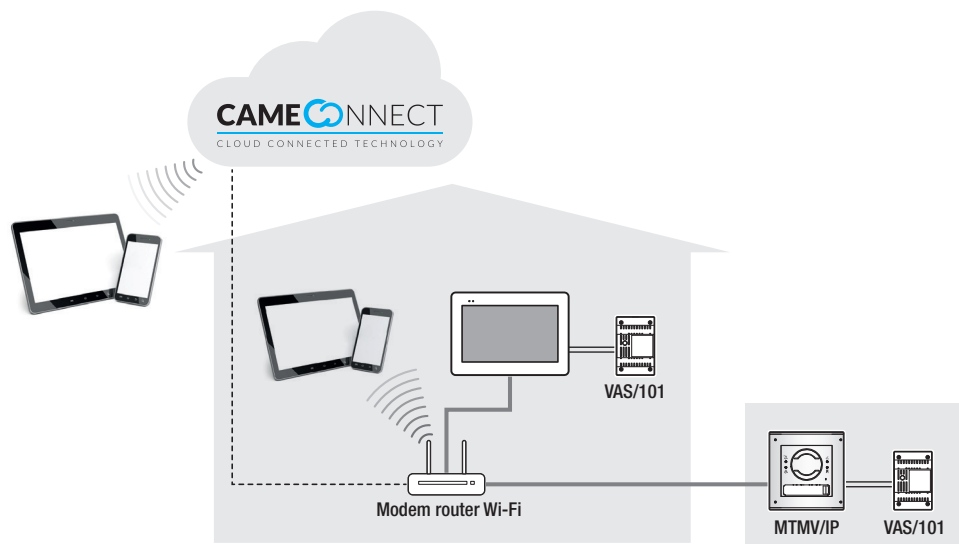 CAMECONNECT
CLOUD CONNECTED TECHNOLOGY
VAS/101
Modem router Wi-Fi
MTMV/IP
VAS/101